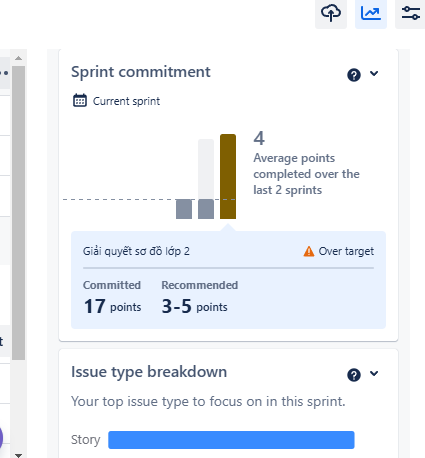 Sprint commitment
Current sprint
4
Average points
completed over the
last 2 sprints
Giải quyết sơ đồ lớp 2
Over target
Committed
Recommended
17 points
3-5 points
Issue type breakdown
Your top issue type to focus on in this sprint.
Story